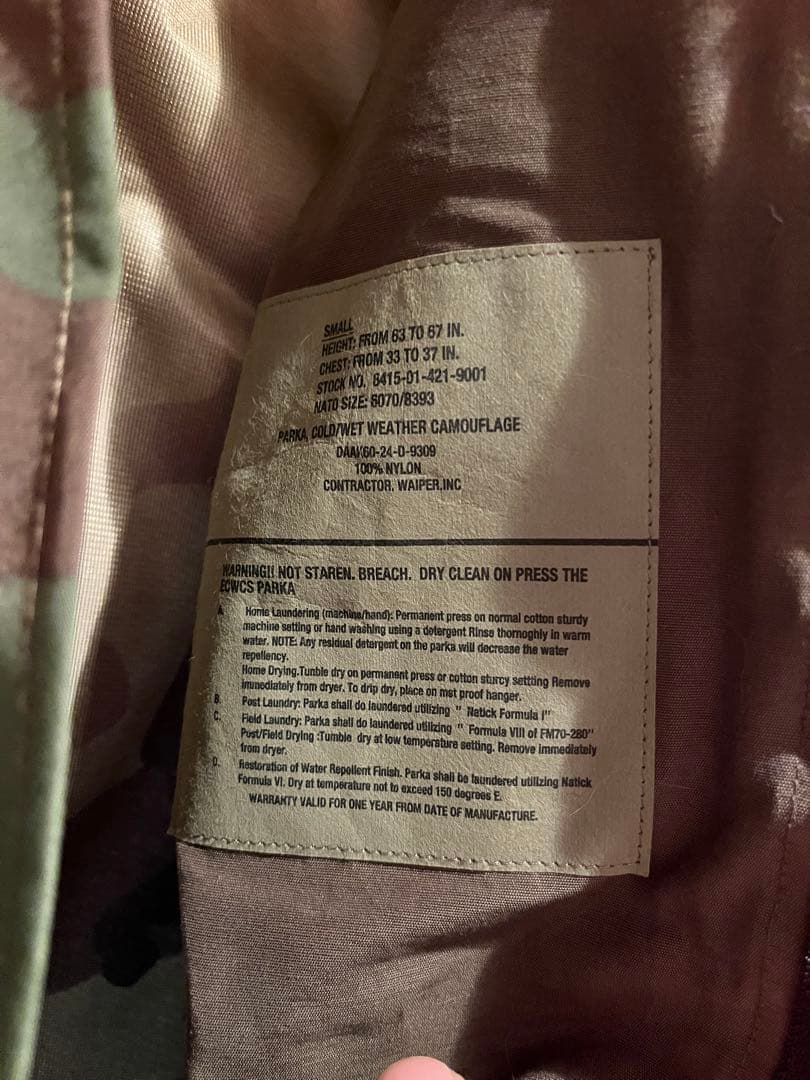 SMALL
HEIGHT: FROM 63 TO 67 IN.
CHEST: FROM 33 TO 37 IN.
STOCK NO. 8415-01-421-9001
NATO SIZE: 6070/8393
PARKA, COLD/WET WEATHER CAMOUFLAGE
DAAK60-24-D-9309
100% NYLON
CONTRACTOR. WAIPER.INC
WARNING!! NOT STAREN. BREACH. DRY CLEAN ON PRESS THE
ECWCS PARKA
A. Home Laundering (machine/hand): Permanent press on normal cotton sturdy
machine setting or hand washing using a detergent Rinse thornoghly in warm
water. NOTE: Any residual detergent on the parka will decrease the water
repellency.
Home Drying.Tunble dry on permanent press or cotton sturcy settting Remove
immediately from dryer. To drip dry, place on met proof hanger.
B. Post Laundry: Parka shall do laundered utilizing " Natick Formula I"
C. Field Laundry: Parka shall do laundered utilizing " Formula VIII of FM70-280"
Post/Field Drying :Tumble dry at low temperature setting. Remove immediately
from dryer.
D. Restoration of Water Repellent Finish. Parka shall be laundered utilizing Natick
Formula VI. Dry at temperature not to exceed 150 degrees F.
WARRANTY VALID FOR ONE YEAR FROM DATE OF MANUFACTURE.